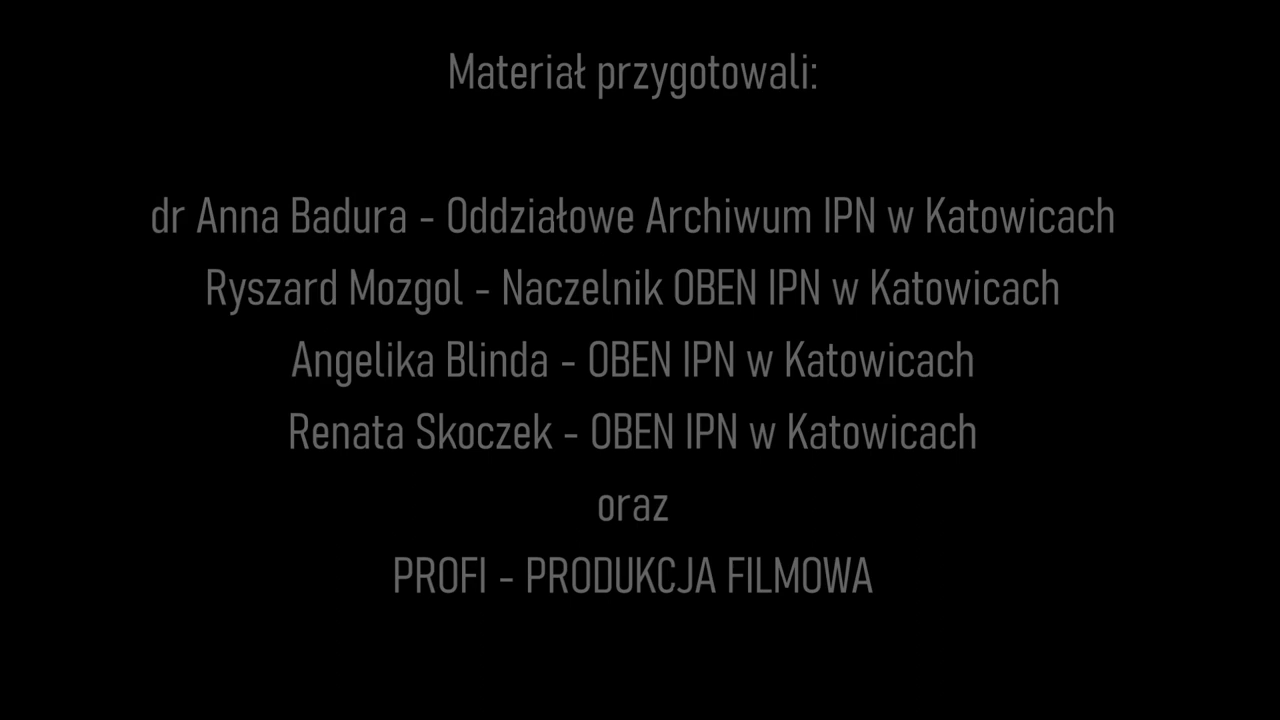 Materiał przygotowali:
dr Anna Badura - Oddziałowe Archiwum IPN w Katowicach
Ryszard Mozgol - Naczelnik OBEN IPN w Katowicach
Angelika Blinda - OBEN IPN w Katowicach
Renata Skoczek - OBEN IPN w Katowicach
oraz
PROFI - PRODUKCJA FILMOWA